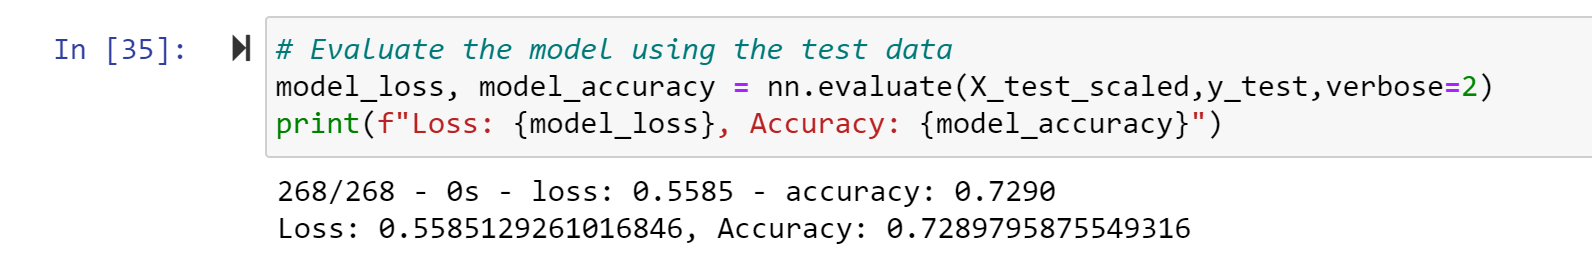 In [35]:
# Evaluate the model using the test data
model_loss, model_accuracy = nn.evaluate(X_test_scaled,y_test,verbose=2)
print(f"Loss: {model_loss}, Accuracy: {model_accuracy}")
268/268 - 0s - loss: 0.5585 - accuracy: 0.7290
Loss: 0.5585129261016846, Accuracy: 0.7289795875549316